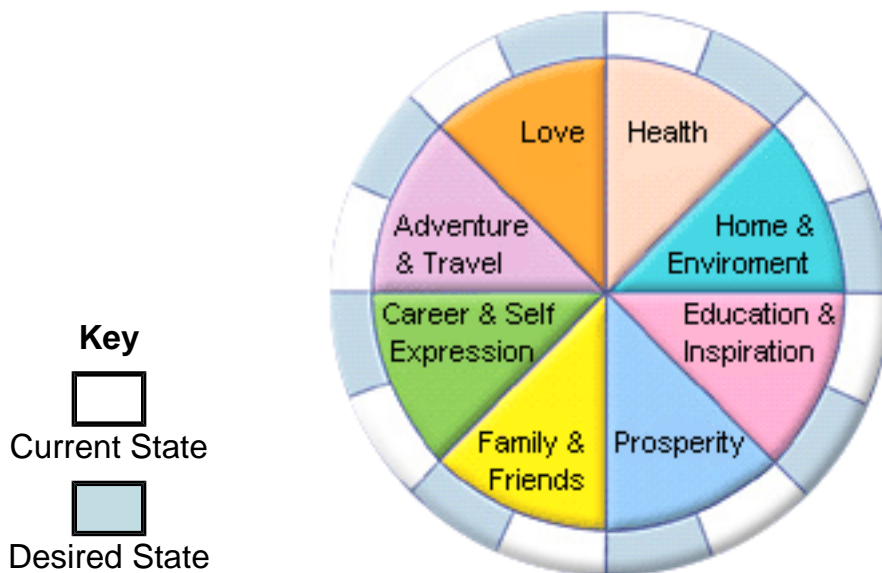 Love
Health
Adventure
& Travel
Home &
Enviroment
Career & Self
Expression
Education &
Inspiration
Family &
Friends
Prosperity
Key
Current State
Desired State